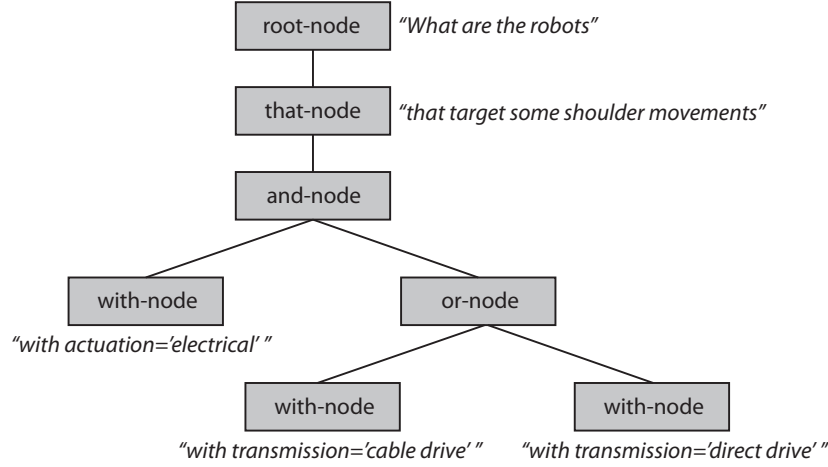 root-node “What are the robots”
that-node “that target some shoulder movements”
and-node
with-node or-node
“with actuation=’electrical’ ”
with-node with-node
“with transmission=’cable drive’ ” “with transmission=’direct drive’ ”